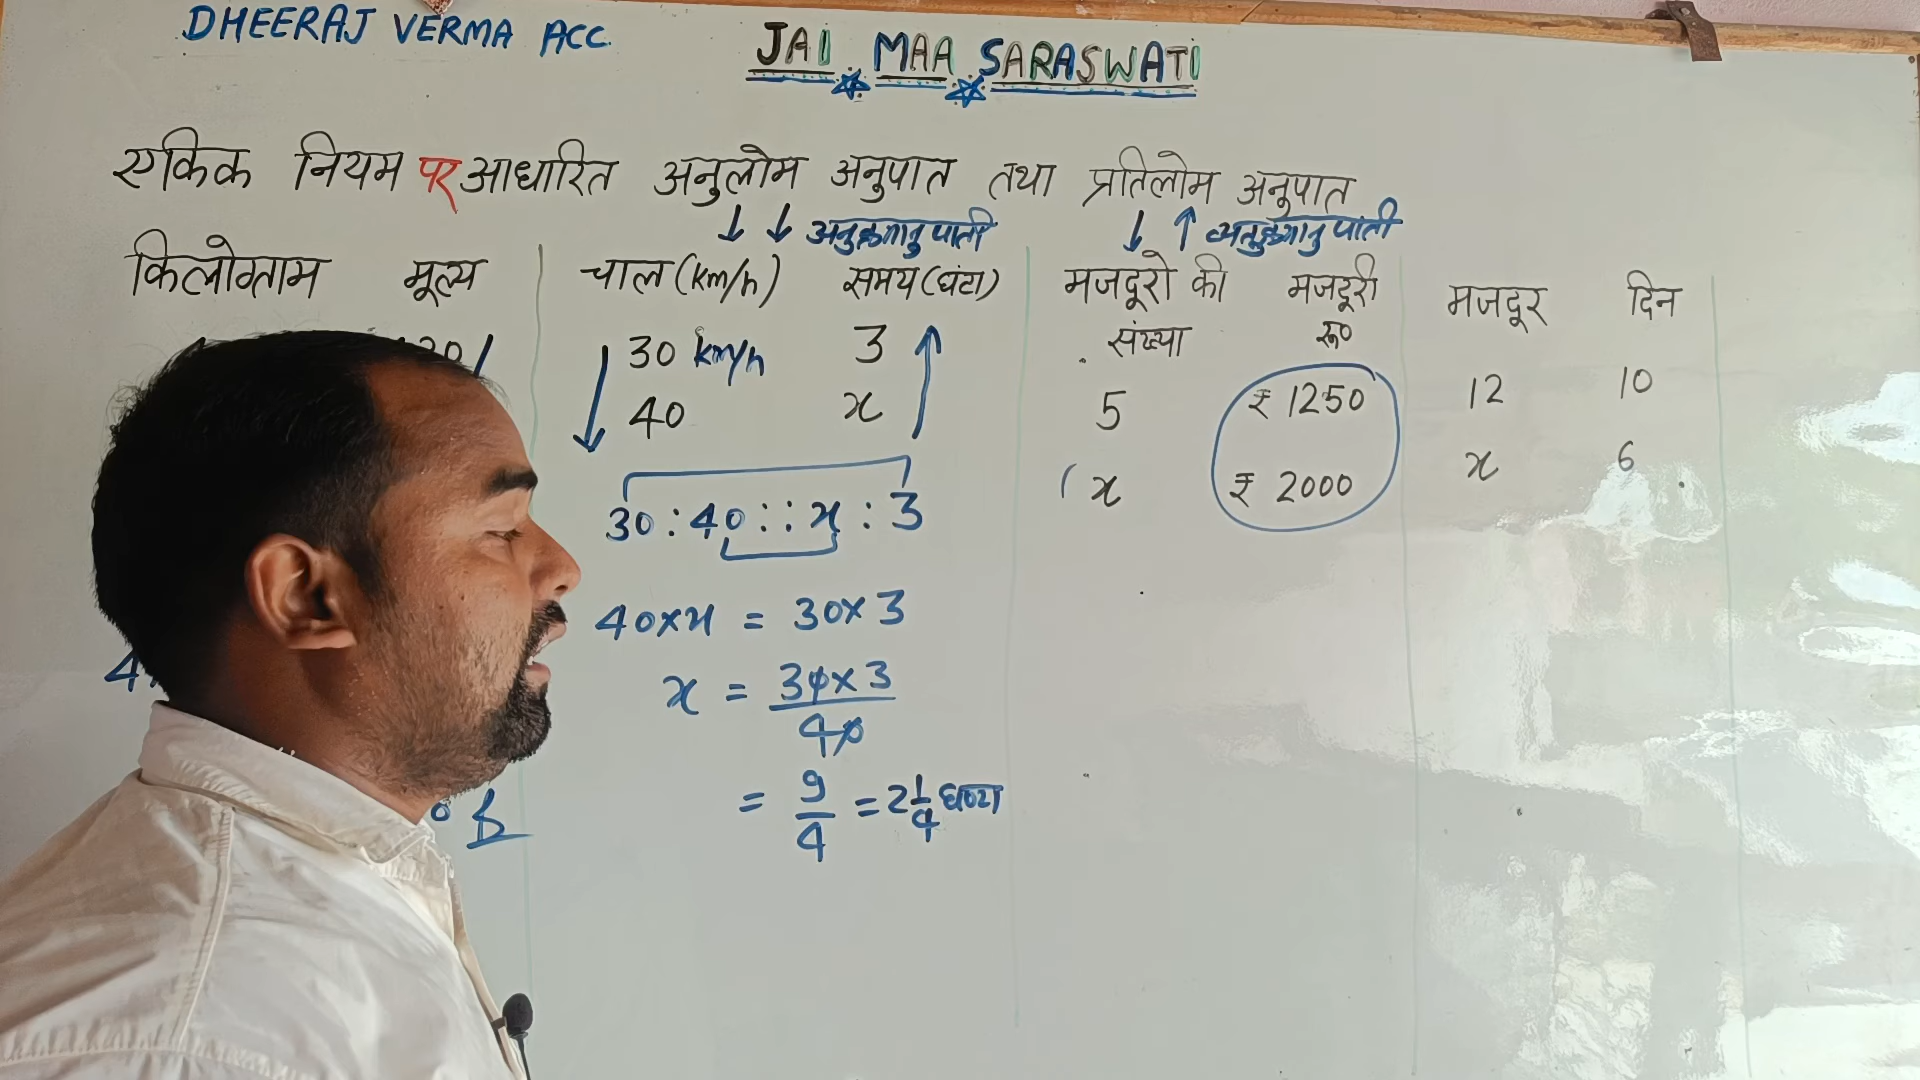 DHEERAJ VERMA ACC.
JAI MAA SARASWATI
एकिक नियम पर आधारित अनुलोम अनुपात तथा प्रतिलोम अनुपात
↓ ↓ अनुक्रमानुपाती
↓ ↑ व्युत्क्रमानुपाती
किलोग्राम मूल्य
चाल (km/h) समय (घंटा)
30 km/h 3
40 x
30 : 40 : : x : 3
40×x = 30×3
x = 30×3
40
= 9/4 = 2 1/4 घण्टा
मजदूरो की मजदूरी
संख्या रू०
5 ₹ 1250
x ₹ 2000
मजदूर दिन
12 10
x 6